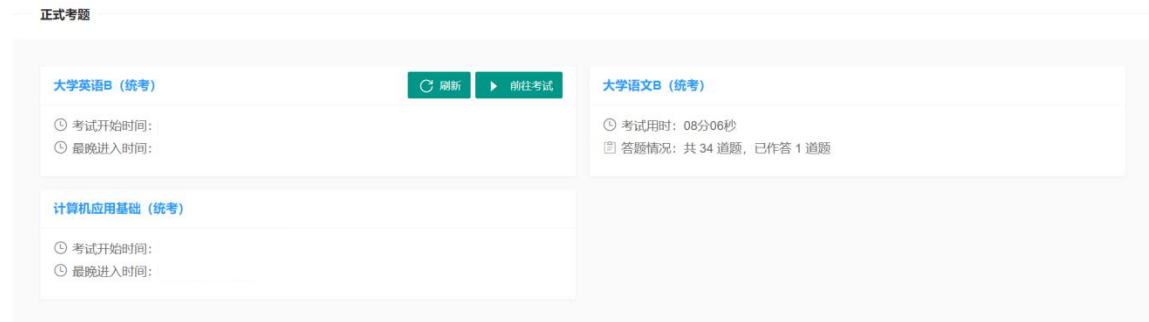 正式考题
大学英语B（统考）
刷新
前往考试
考试开始时间：
最晚进入时间：
大学语文B（统考）
考试用时：08分06秒
答题情况：共 34 道题，已作答 1 道题
计算机应用基础（统考）
考试开始时间：
最晚进入时间：